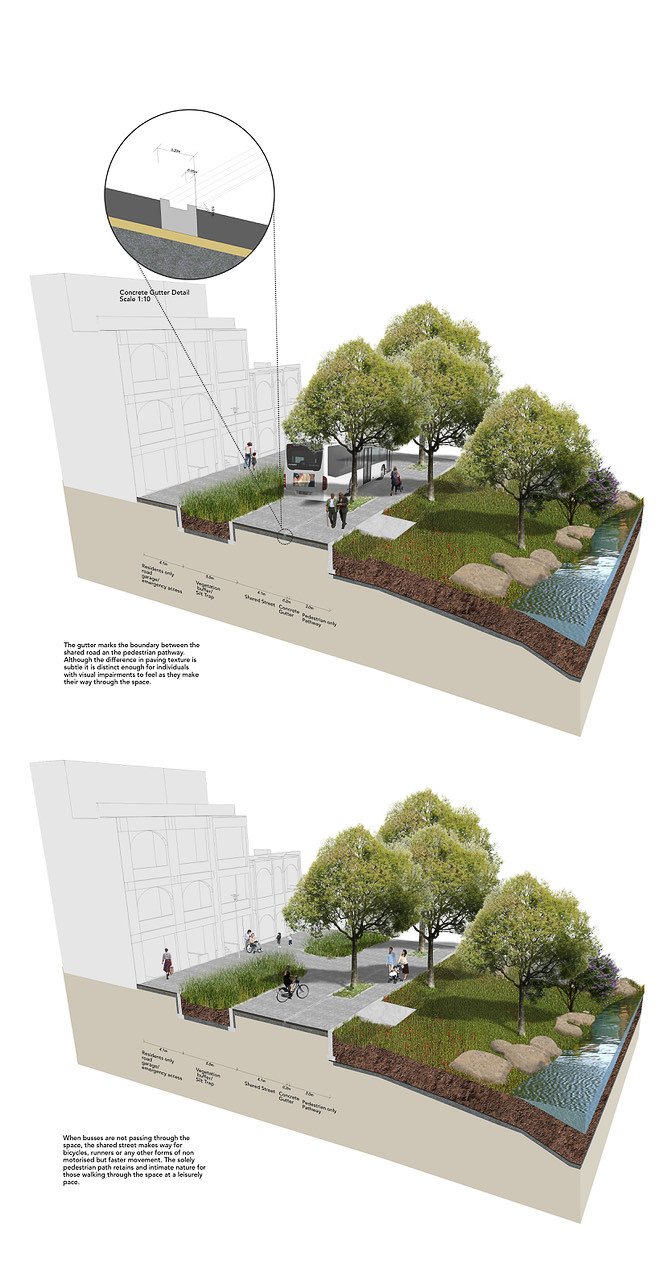 Concrete Gutter Detail
Scale 1:10
Residents only
road
garage/
emergency access
Vegetation
buffer/
Silt Trap
Shared Street
Concrete
Gutter
Pedestrian only
Pathway
The gutter marks the boundary between the
shared road an the pedestrian pathway.
Although the difference in paving texture is
subtle it is distinct enough for individuals
with visual impairments to feel as they make
their way through the space.
Residents only
road
garage/
emergency access
Vegetation
buffer/
Silt Trap
Shared Street
Concrete
Gutter
Pedestrian only
Pathway
When busses are not passing through the
space, the shared street makes way for
bicycles, runners or any other forms of non
motorised but faster movement. The solely
pedestrian path retains and intimate nature for
those walking through the space at a leisurely
pace.